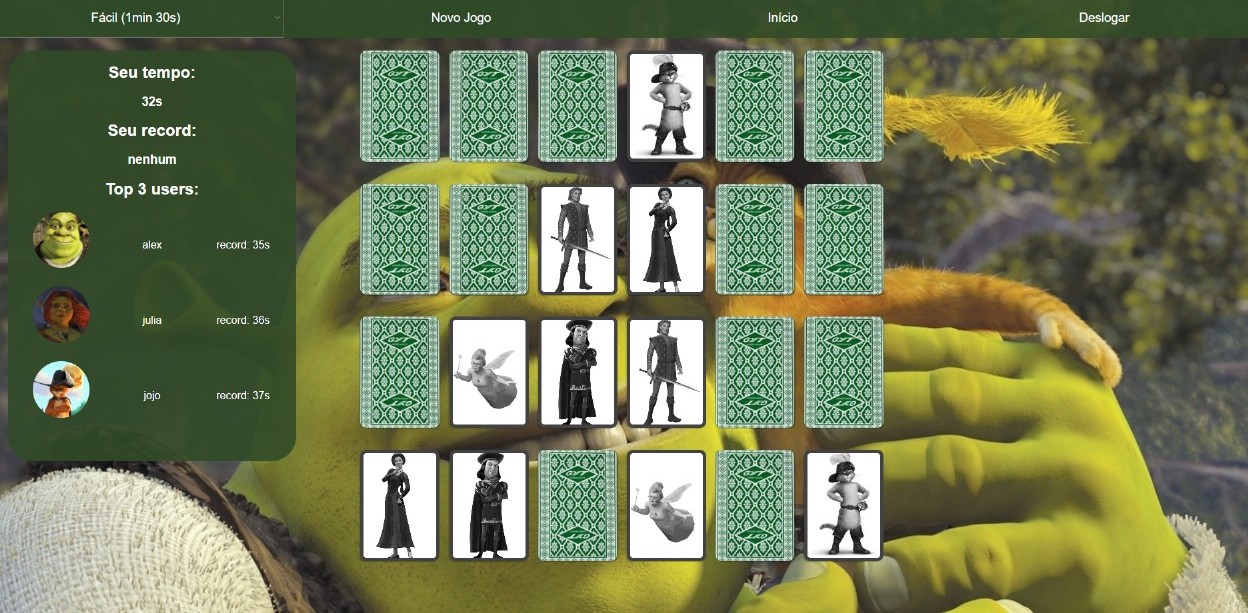 Fácil (1min 30s) Novo Jogo Início Deslogar
Seu tempo:
32s
Seu record:
nenhum
Top 3 users:
alex record: 35s
julia record: 36s
jojo record: 37s